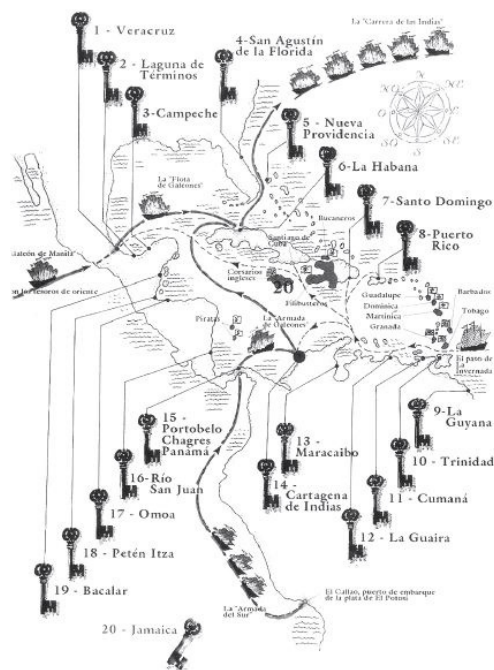 1 - Veracruz
2 - Laguna de
Términos
3-Campeche
4-San Agustín
de la Florida
La "Carrera de las Indias"
5 - Nueva
Providencia
6-La Habana
7-Santo Domingo
8-Puerto
Rico
N
NE
E
SE
S
SO
O
NO
La "Flota
de Galeones"
Bucaneros
Santiago de
Cuba
Corsarios
ingleses
20
Filibusteros
Piratas
La "Armada
de Galeones"
Guadalupe
Dominica
Martinica
Granada
Barbados
Tobago
El paso de
la
Invernada
de Manila"
los tesoros de oriente
9-La
Guyana
10 - Trinidad
11 - Cumaná
12 - La Guaira
13 -
Maracaibo
14 -
Cartagena
de Indias
15 -
Portobelo
Chagres
Panamá
16-Río
San Juan
17 - Omoa
18 - Petén Itza
19 - Bacalar
20 - Jamaica
La "Armada
del Sur"
El Callao, puerto de embarque
de la plata de El Potosí